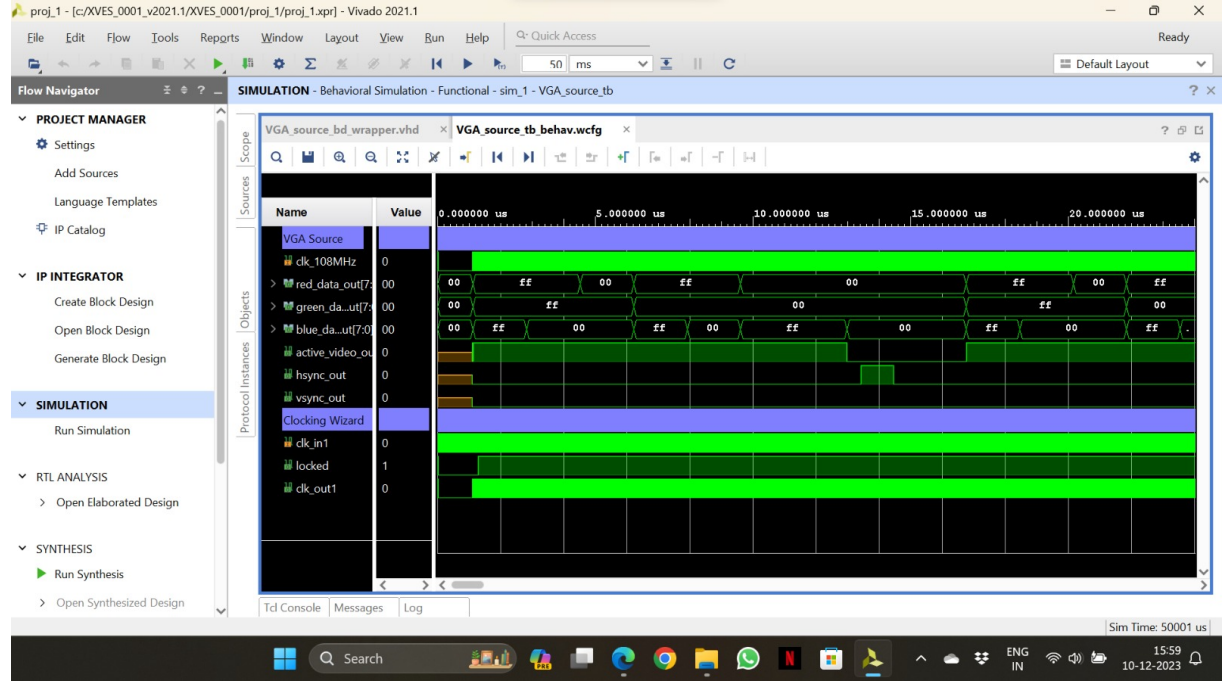 proj_1 - [c:/XVES_0001_v2021.1/XVES_0001/proj_1/proj_1.xpr] - Vivado 2021.1
File Edit Flow Tools Reports Window Layout View Run Help Q- Quick Access Ready
50 ms Default Layout
Flow Navigator
SIMULATION - Behavioral Simulation - Functional - sim_1 - VGA_source_tb
PROJECT MANAGER
Settings
Add Sources
Language Templates
IP Catalog
IP INTEGRATOR
Create Block Design
Open Block Design
Generate Block Design
SIMULATION
Run Simulation
RTL ANALYSIS
Open Elaborated Design
SYNTHESIS
Run Synthesis
Open Synthesized Design
Scope
Sources
Objects
Protocol Instances
VGA_source_bd_wrapper.vhd × VGA_source_tb_behav.wcfg ×
Name Value 0.000000 us 5.000000 us 10.000000 us 15.000000 us 20.000000 us
VGA Source
clk_108MHz 0
red_data_out[7: 00 00 ff 00 ff 00 ff 00 ff
green_da...ut[7:( 00 00 ff 00 ff 00
blue_da...ut[7:0] 00 00 ff 00 ff 00 ff 00 ff 00 ff .
active_video_ou 0
hsync_out 0
vsync_out 0
Clocking Wizard
clk_in1 0
locked 1
clk_out1 0
Tcl Console Messages Log
Sim Time: 50001 us
Search
PRE
N
ENG
IN
15:59
10-12-2023